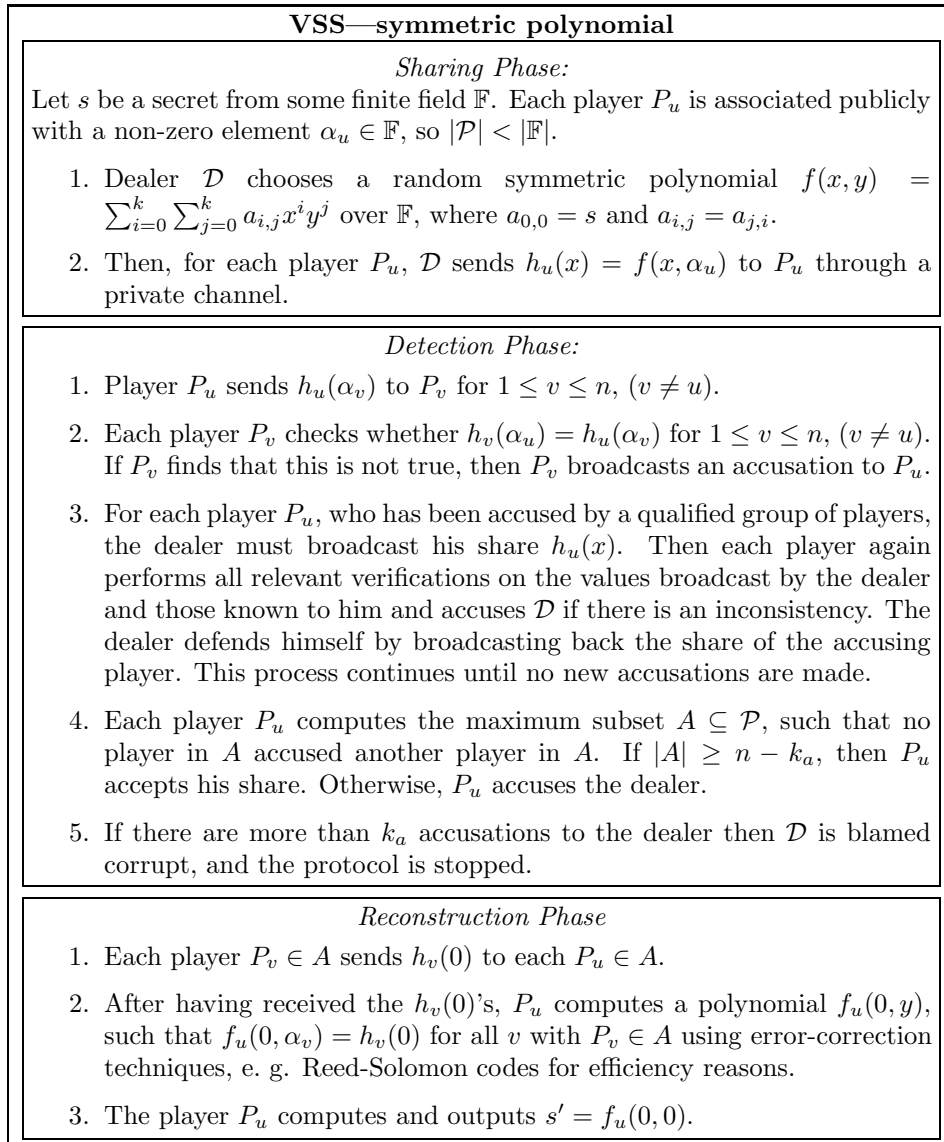 VSS—symmetric polynomial
Sharing Phase:
Let s be a secret from some finite field 𝔽. Each player P_u is associated publicly
with a non-zero element α_u ∈ 𝔽, so |𝒫| < |𝔽|.
1. Dealer 𝒟 chooses a random symmetric polynomial f(x, y) =
∑_{i=0}^{k} ∑_{j=0}^{k} a_{i,j}x^i y^j over 𝔽, where a_{0,0} = s and a_{i,j} = a_{j,i}.
2. Then, for each player P_u, 𝒟 sends h_u(x) = f(x, α_u) to P_u through a
private channel.
Detection Phase:
1. Player P_u sends h_u(α_v) to P_v for 1 ≤ v ≤ n, (v ≠ u).
2. Each player P_v checks whether h_v(α_u) = h_u(α_v) for 1 ≤ v ≤ n, (v ≠ u).
If P_v finds that this is not true, then P_v broadcasts an accusation to P_u.
3. For each player P_u, who has been accused by a qualified group of players,
the dealer must broadcast his share h_u(x). Then each player again
performs all relevant verifications on the values broadcast by the dealer
and those known to him and accuses 𝒟 if there is an inconsistency. The
dealer defends himself by broadcasting back the share of the accusing
player. This process continues until no new accusations are made.
4. Each player P_u computes the maximum subset A ⊆ 𝒫, such that no
player in A accused another player in A. If |A| ≥ n − k_a, then P_u
accepts his share. Otherwise, P_u accuses the dealer.
5. If there are more than k_a accusations to the dealer then 𝒟 is blamed
corrupt, and the protocol is stopped.
Reconstruction Phase
1. Each player P_v ∈ A sends h_v(0) to each P_u ∈ A.
2. After having received the h_v(0)'s, P_u computes a polynomial f_u(0, y),
such that f_u(0, α_v) = h_v(0) for all v with P_v ∈ A using error-correction
techniques, e. g. Reed-Solomon codes for efficiency reasons.
3. The player P_u computes and outputs s′ = f_u(0, 0).